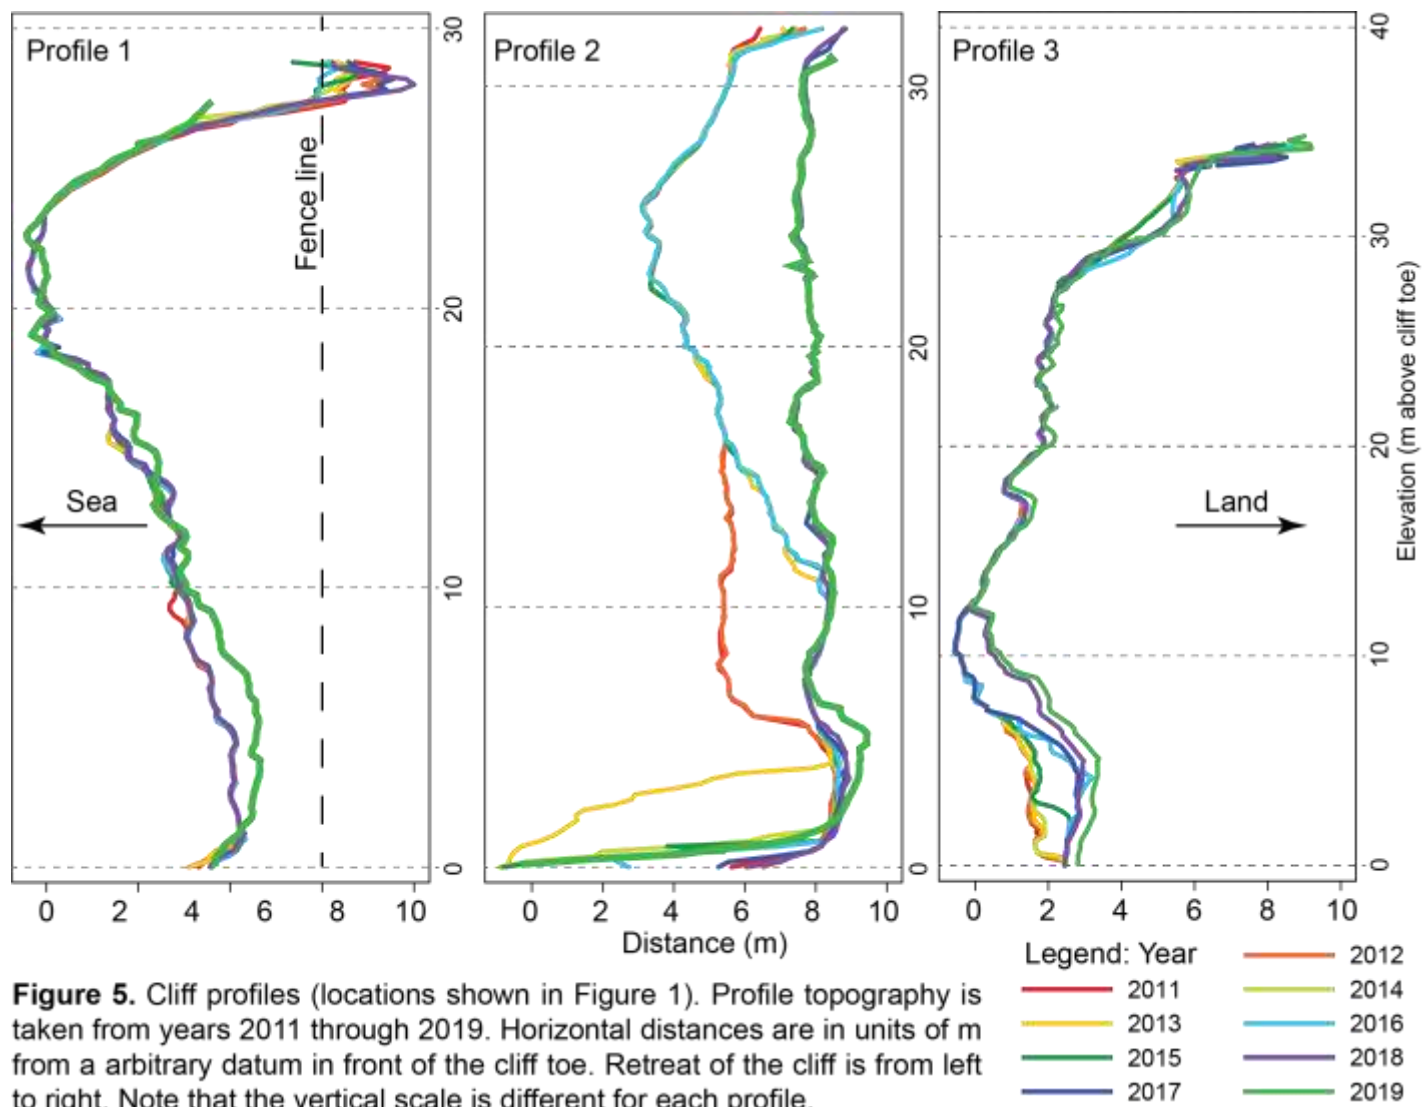 Profile 1
Fence line
Sea
30
20
10
0
0 2 4 6 10
Profile 2
30
20
10
0
0 2 4 6 8 10
Distance (m)
Profile 3
Land
40
30
20
10
0
Elevation (m above cliff toe)
0 2 4 6 8 10
Legend: Year
2012
2011
2014
2013
2016
2015
2018
2017
2019
Figure 5. Cliff profiles (locations shown in Figure 1). Profile topography is
taken from years 2011 through 2019. Horizontal distances are in units of m
from a arbitrary datum in front of the cliff toe. Retreat of the cliff is from left
to right. Note that the vertical scale is different for each profile.